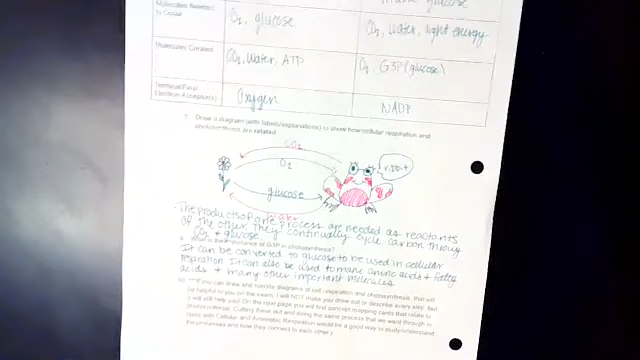 Molecules Needed to Occur
O₂, glucose
CO₂, water, light energy
Molecules Created
CO₂, Water, ATP
O₂, G3P (glucose)
Terminal/Final Electron Acceptor(s)
Oxygen
NADP
Draw a diagram (with labels/explanations) to show how cellular respiration and
photosynthesis are related
CO₂
O₂
ribbit
glucose
water
The products of one process are needed as reactants
of the other. They continually cycle carbon through
CO₂ + glucose.
What is the importance of G3P in photosynthesis?
It can be converted to glucose to be used in cellular
respiration. It can also be used to make amino acids + fatty
acids + many other important molecules
If you can draw and narrate diagrams of cell respiration and photosynthesis, that will
be helpful to you on the exam. I will NOT make you draw out or describe every step, but
it will still help you! On the next page you will find concept mapping cards that relate to
photosynthesis. Cutting these out and doing the same process that we went through in
class with Cellular and Anaerobic Respiration would be a good way to study/understand
the processes and how they connect to each other